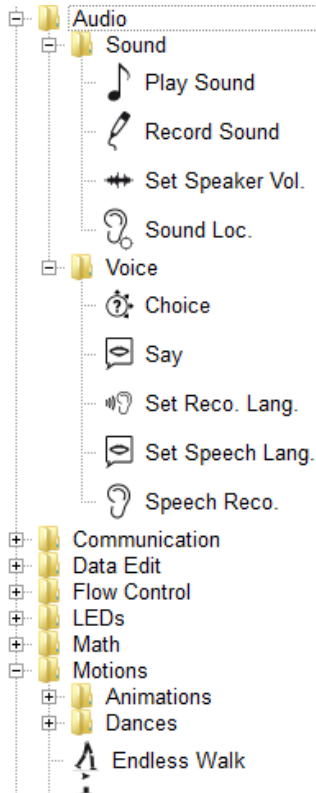 Audio
Sound
Play Sound
Record Sound
Set Speaker Vol.
Sound Loc.
Voice
Choice
Say
Set Reco. Lang.
Set Speech Lang.
Speech Reco.
Communication
Data Edit
Flow Control
LEDs
Math
Motions
Animations
Dances
Endless Walk